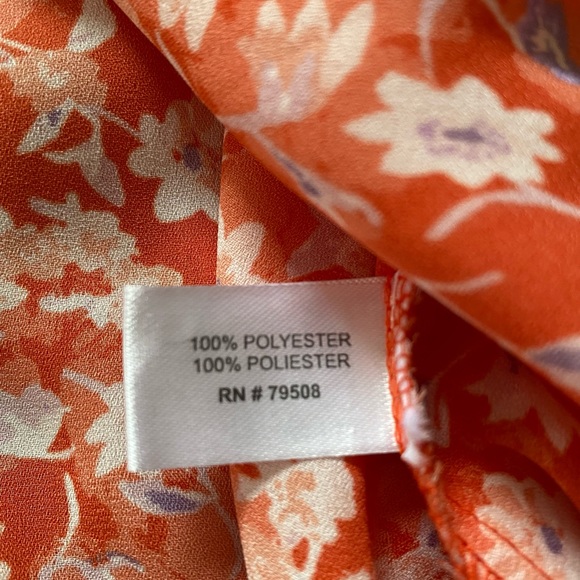 100% POLYESTER
100% POLIESTER
RN # 79508